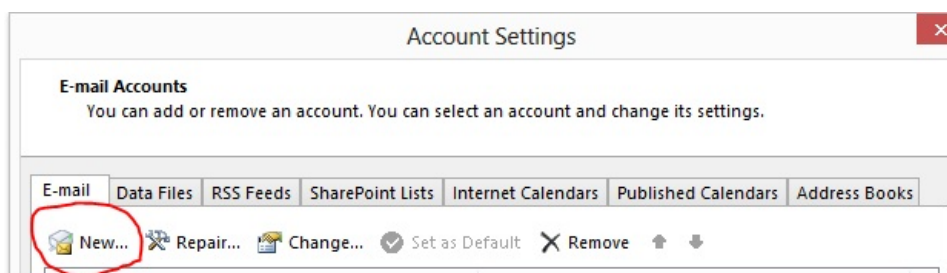 Account Settings
E-mail Accounts
You can add or remove an account. You can select an account and change its settings.
E-mail Data Files RSS Feeds SharePoint Lists Internet Calendars Published Calendars Address Books
New... Repair... Change... Set as Default Remove